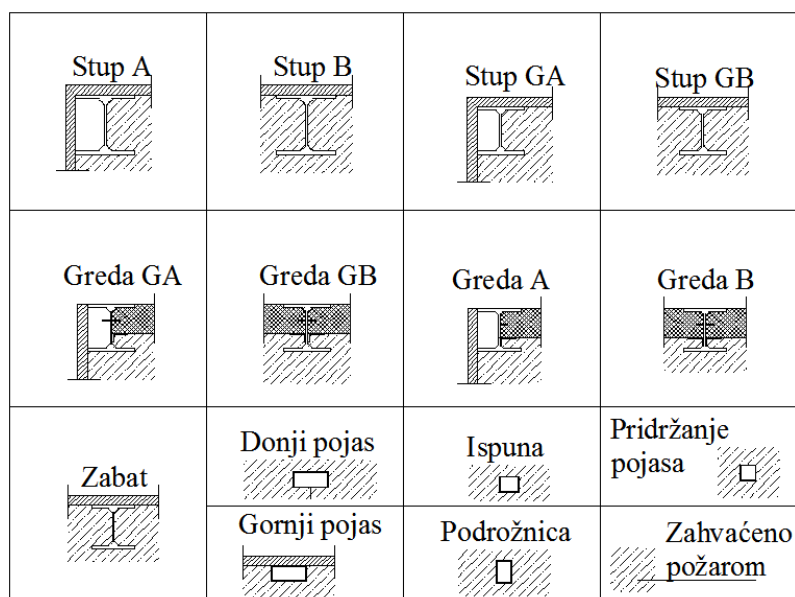 Stup A
Stup B
Stup GA
Stup GB
Greda GA
Greda GB
Greda A
Greda B
Zabat
Donji pojas
Ispuna
Pridržanje
pojasa
Gornji pojas
Podrožnica
Zahvaćeno
požarom